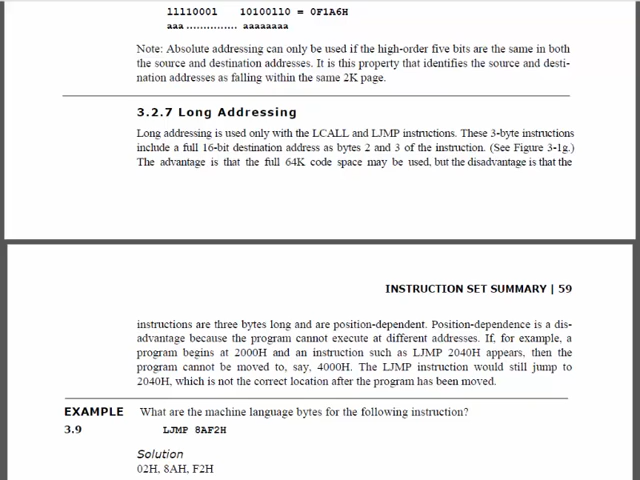 11110001 10100110 = 0F1A6H
aaa............... aaaaaaaa
Note: Absolute addressing can only be used if the high-order five bits are the same in both
the source and destination addresses. It is this property that identifies the source and desti-
nation addresses as falling within the same 2K page.
3.2.7 Long Addressing
Long addressing is used only with the LCALL and LJMP instructions. These 3-byte instructions
include a full 16-bit destination address as bytes 2 and 3 of the instruction. (See Figure 3-1g.)
The advantage is that the full 64K code space may be used, but the disadvantage is that the
INSTRUCTION SET SUMMARY | 59
instructions are three bytes long and are position-dependent. Position-dependence is a dis-
advantage because the program cannot execute at different addresses. If, for example, a
program begins at 2000H and an instruction such as LJMP 2040H appears, then the
program cannot be moved to, say, 4000H. The LJMP instruction would still jump to
2040H, which is not the correct location after the program has been moved.
EXAMPLE What are the machine language bytes for the following instruction?
3.9 LJMP 8AF2H
Solution
02H, 8AH, F2H